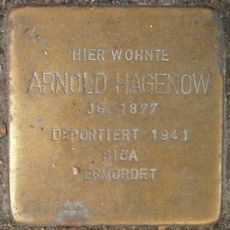 HIER WOHNTE
ARNOLD HAGENOW
JG. 1877
DEPORTIERT 1941
RIGA
ERMORDET